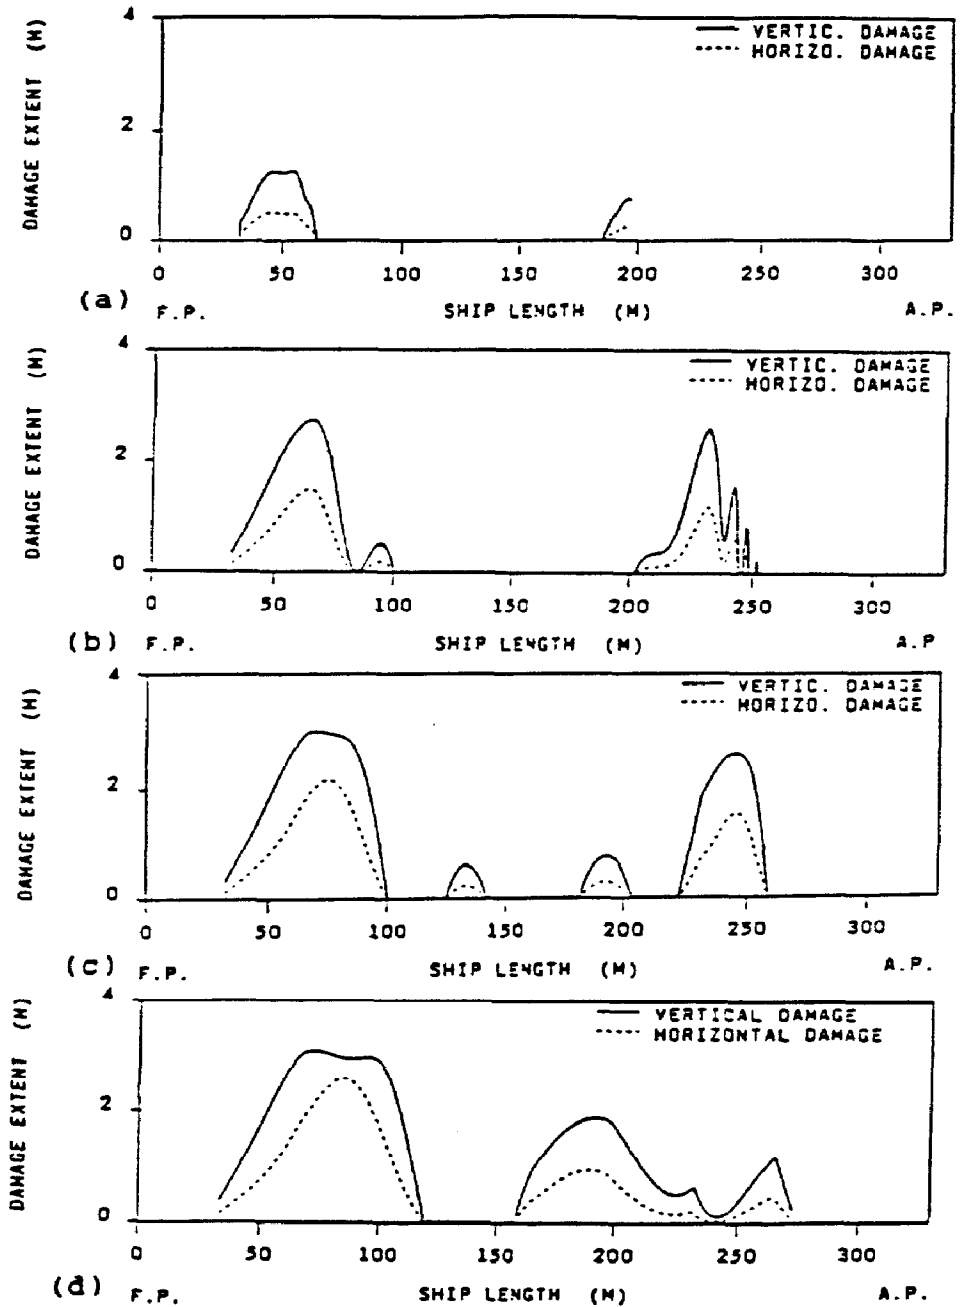 4
VERTIC. DAMAGE
HORIZO. DAMAGE
DAMAGE EXTENT (M)
2
0
0 50 100 150 200 250 300
(a) F.P. SHIP LENGTH (M) A.P.
4
VERTIC. DAMAGE
HORIZO. DAMAGE
DAMAGE EXTENT (M)
2
0
0 50 100 150 200 250 300
(b) F.P. SHIP LENGTH (M) A.P
4
VERTIC. DAMAGE
HORIZO. DAMAGE
DAMAGE EXTENT (M)
2
0
0 50 100 150 200 250 300
(c) F.P. SHIP LENGTH (M) A.P.
4
VERTICAL DAMAGE
HORIZONTAL DAMAGE
DAMAGE EXTENT (M)
2
0
0 50 100 150 200 250 300
(d) F.P. SHIP LENGTH (M) A.P.